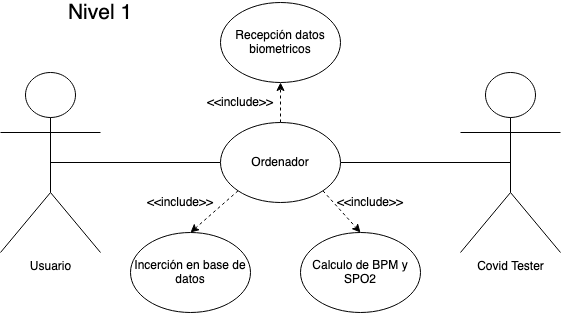 Nivel 1
Recepción datos
biometricos
<<include>>
Ordenador
<<include>>
<<include>>
Usuario
Incerción en base de
datos
Calculo de BPM y
SPO2
Covid Tester